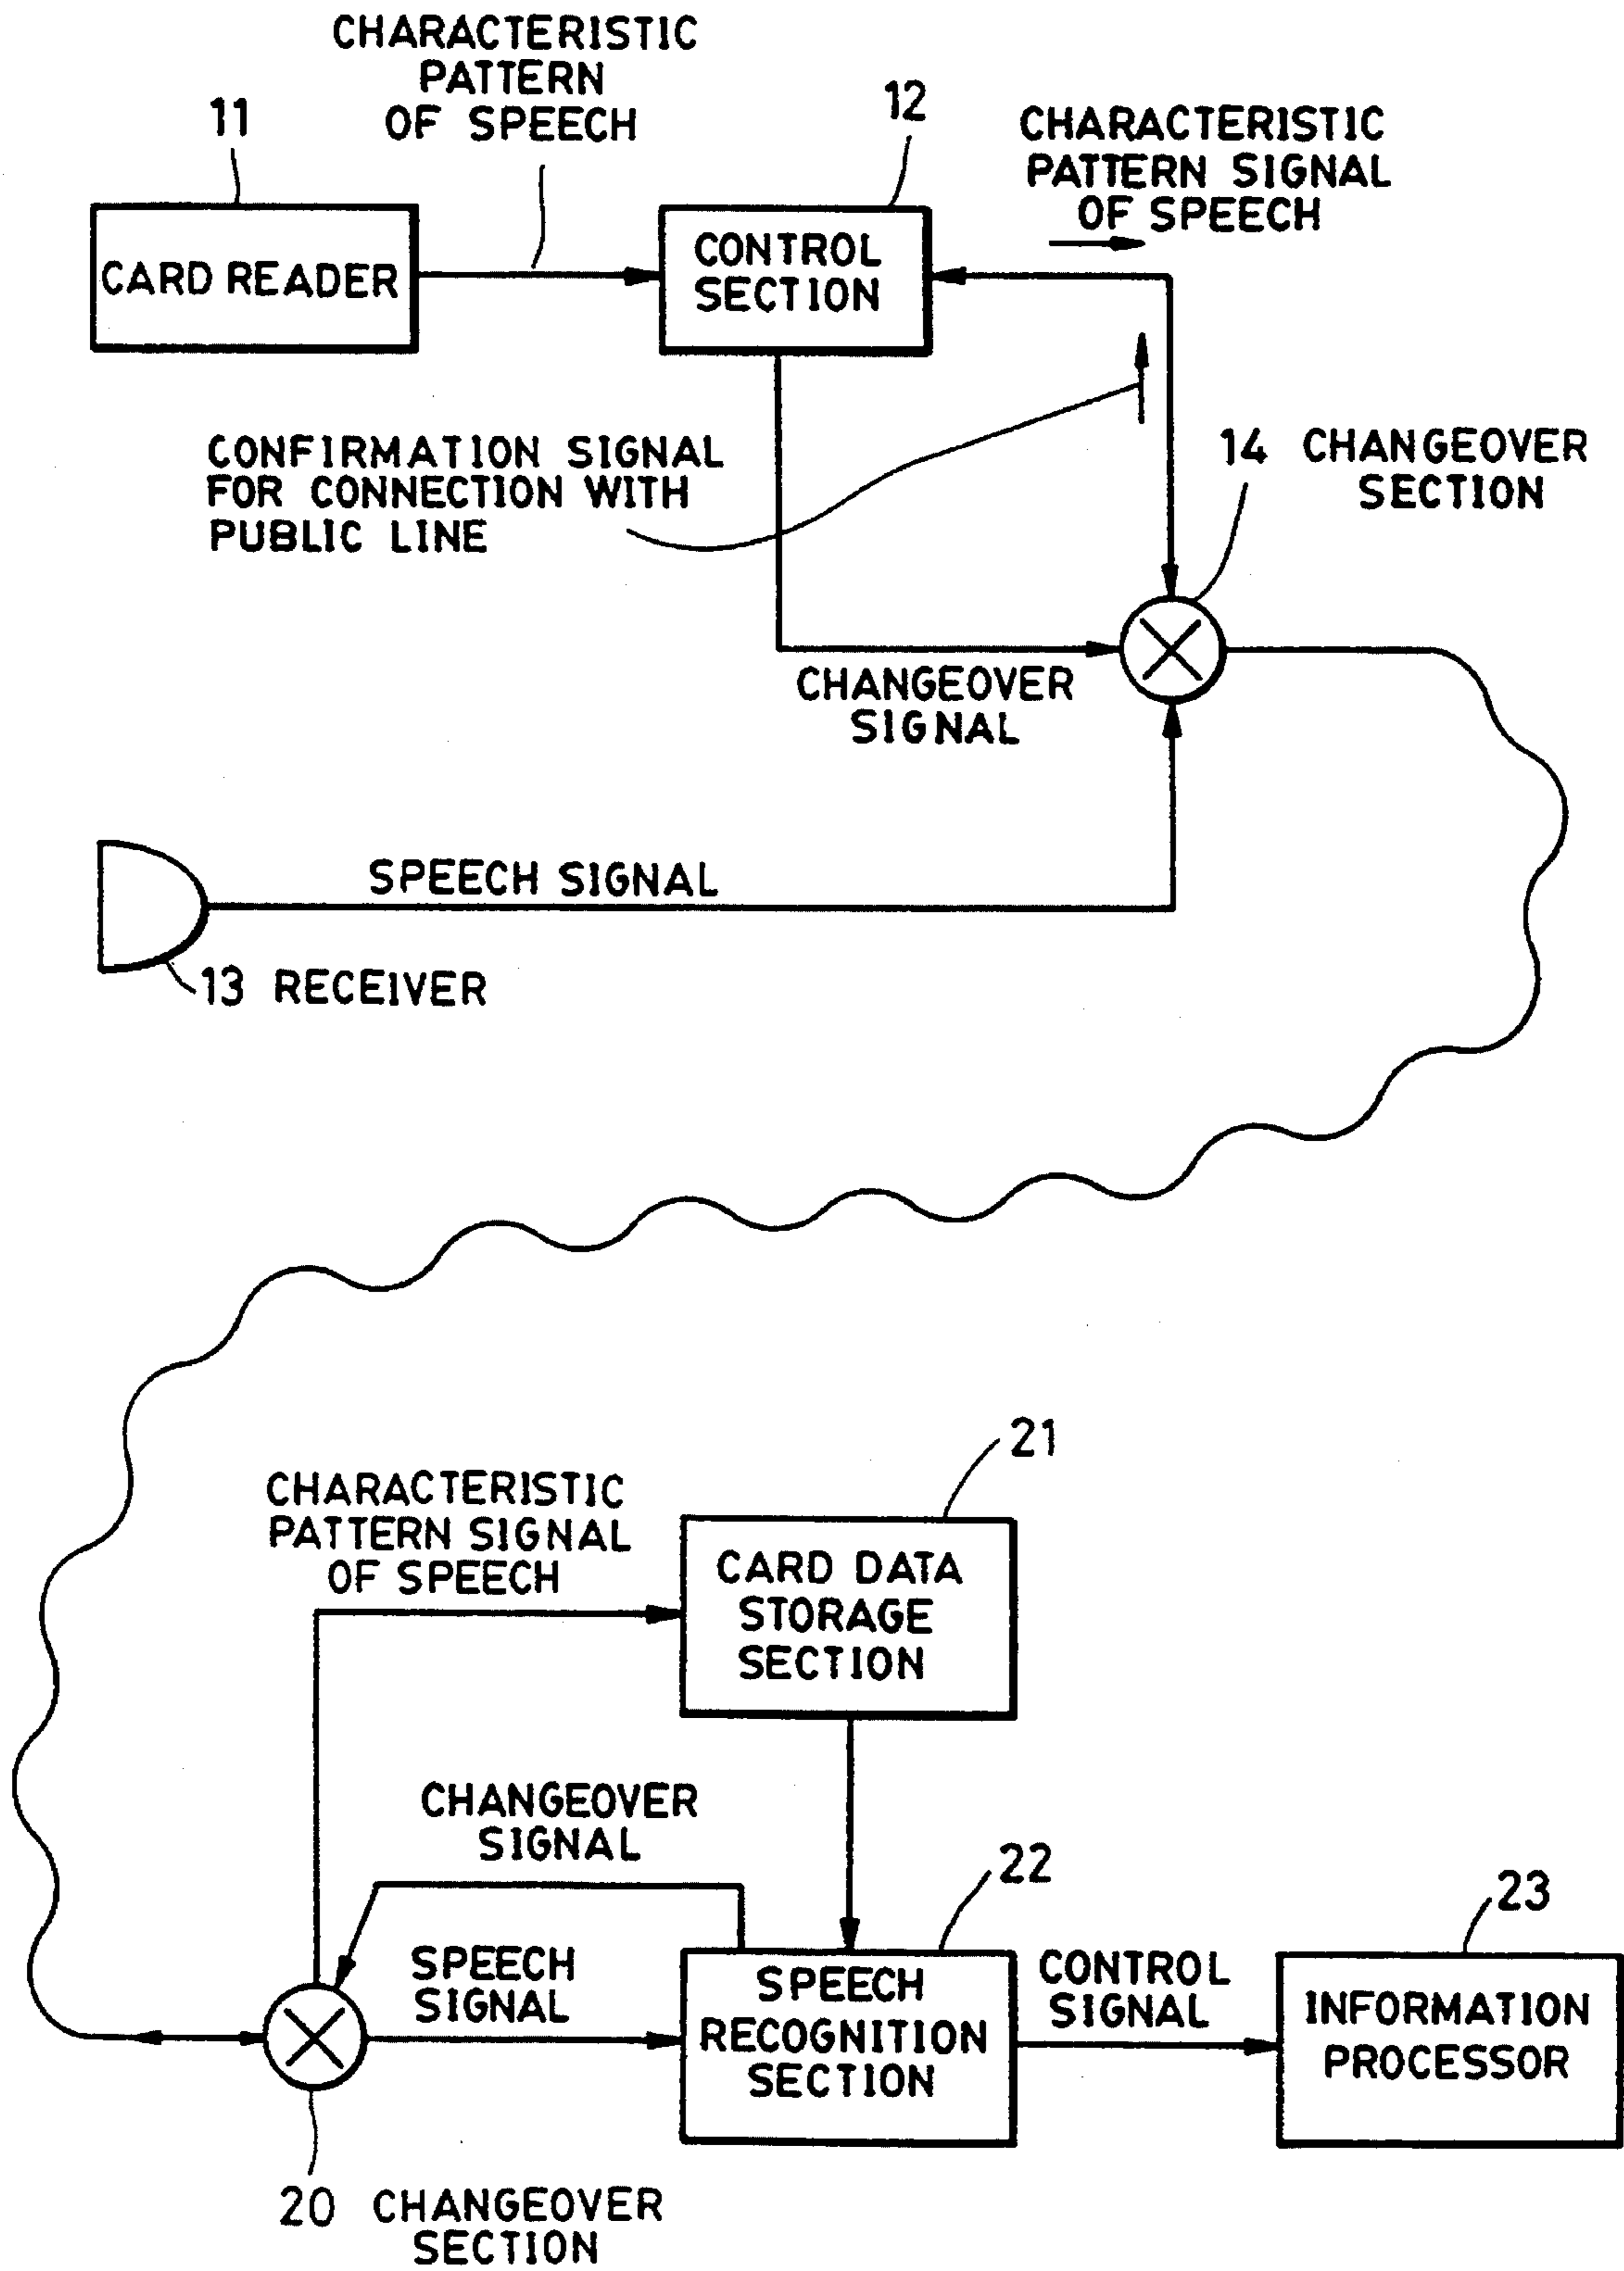 CHARACTERISTIC
PATTERN
OF SPEECH
11
12
CHARACTERISTIC
PATTERN SIGNAL
OF SPEECH
CARD READER
CONTROL
SECTION
CONFIRMATION SIGNAL
FOR CONNECTION WITH
PUBLIC LINE
14 CHANGEOVER
SECTION
CHANGEOVER
SIGNAL
SPEECH SIGNAL
13 RECEIVER
21
CHARACTERISTIC
PATTERN SIGNAL
OF SPEECH
CARD DATA
STORAGE
SECTION
CHANGEOVER
SIGNAL
22
23
SPEECH
SIGNAL
SPEECH
RECOGNITION
SECTION
CONTROL
SIGNAL
INFORMATION
PROCESSOR
20 CHANGEOVER
SECTION